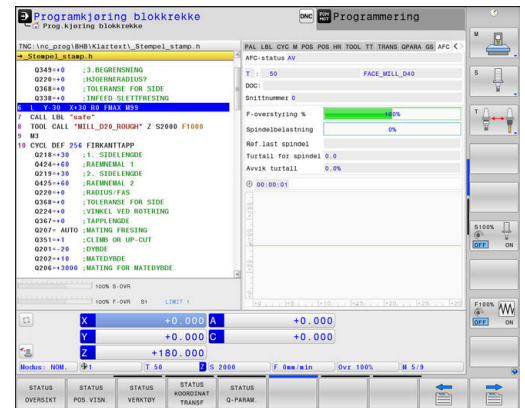 Programkjøring blokkrekke
Prog.kjøring blokkrekke
DNC
Programmering
TNC:\nc_prog\BHB\Klartext\_Stempel_stamp.h
→_Stempel_stamp.h
Q349=+0 ;3.BEGRENSNING
Q220=+0 ;HJOERNERADIUS?
Q368=+0 ;TOLERANSE FOR SIDE
Q338=+0 ;INFEED SLETTFRESING
6 L Y-30 X+30 R0 FMAX M99
7 CALL LBL "safe"
8 TOOL CALL "MILL_D20_ROUGH" Z S2000 F1000
9 M3
10 CYCL DEF 256 FIRKANTTAPP
Q218=+30 ;1. SIDELENGDE
Q424=+60 ;RAEMNEMAL 1
Q219=+30 ;2. SIDELENGDE
Q425=+60 ;RAEMNEMAL 2
Q220=+0 ;RADIUS/FAS
Q368=+0 ;TOLERANSE FOR SIDE
Q224=+0 ;VINKEL VED ROTERING
Q367=+0 ;TAPPLENGDE
Q207= AUTO ;MATING FRESING
Q351=+1 ;CLIMB OR UP-CUT
Q201=-20 ;DYBDE
Q202=+10 ;MATEDYBDE
Q206=+3000 ;MATING FOR MATEDYBDE
100% S-OVR
100% F-OVR S1 LIMIT 1
PAL LBL CYC M POS POS HR TOOL TT TRANS QPARA GS AFC
AFC-status AV
T : 50 FACE_MILL_D40
DOC:
Snittnummer 0
F-overstyring % 100%
Spindelbelastning 0%
Ref.last spindel
Turtall for spindel 0.0
Avvik turtall 0.0%
00:00:01
X +0.000 A +0.000
Y +0.000 C +0.000
Z +180.000
Modus: NOM. 1 T 50 Z S 2000 F 0mm/min Ovr 100% M 5/9
STATUS OVERSIKT
STATUS POS.VISN.
STATUS VERKTØY
STATUS KOORDINAT TRANSF
STATUS Q-PARAM.
M
S
T
S100%
OFF ON
F100%
OFF ON